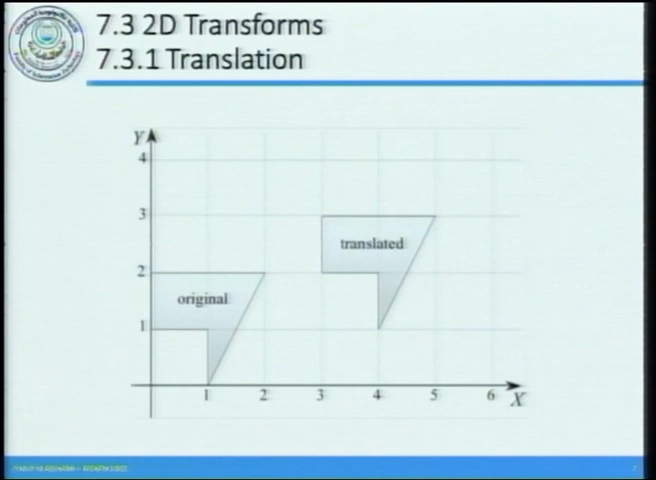 7.3 2D Transforms
7.3.1 Translation
Y
4
3
translated
2
original
1
1 2 3 4 5 6 X